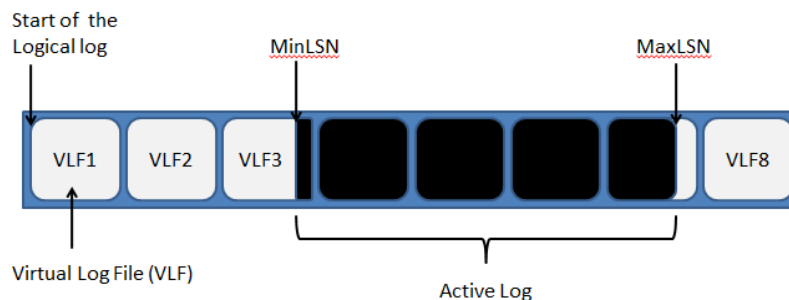 Start of the
Logical log
MinLSN
MaxLSN
VLF1
VLF2
VLF3
VLF8
Virtual Log File (VLF)
Active Log